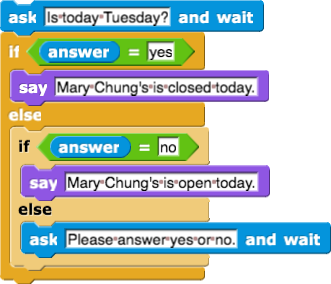 ask Is today Tuesday? and wait
if answer = yes
say Mary Chung's is closed today.
else
if answer = no
say Mary Chung's is open today.
else
ask Please answer yes or no. and wait